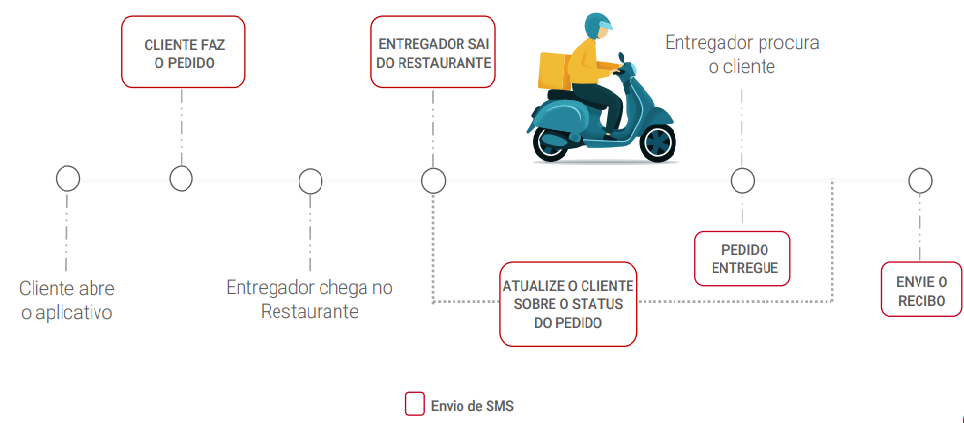 CLIENTE FAZ
O PEDIDO
ENTREGADOR SAI
DO RESTAURANTE
Entregador procura
o cliente
Cliente abre
o aplicativo
Entregador chega no
Restaurante
ATUALIZE O CLIENTE
SOBRE O STATUS
DO PEDIDO
PEDIDO
ENTREGUE
ENVIE O
RECIBO
Envio de SMS